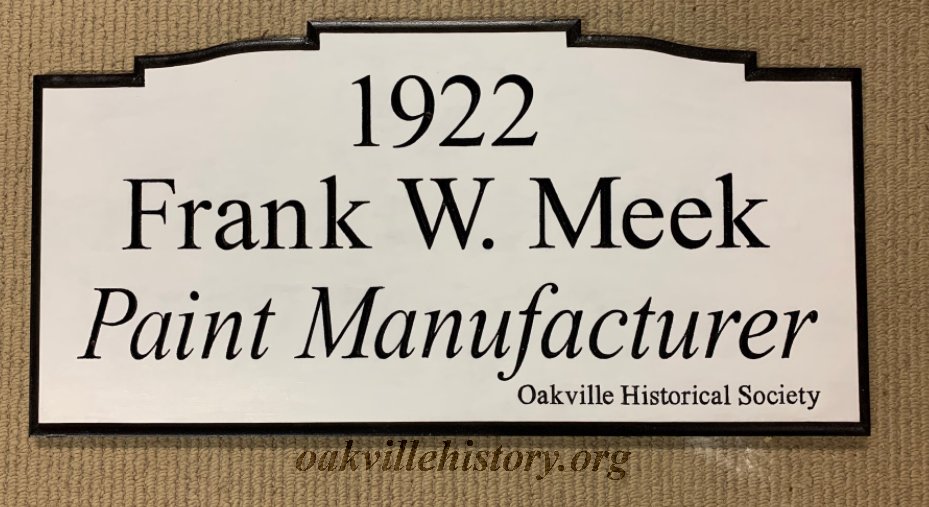 1922
Frank W. Meek
Paint Manufacturer
Oakville Historical Society
oakvillehistory.org